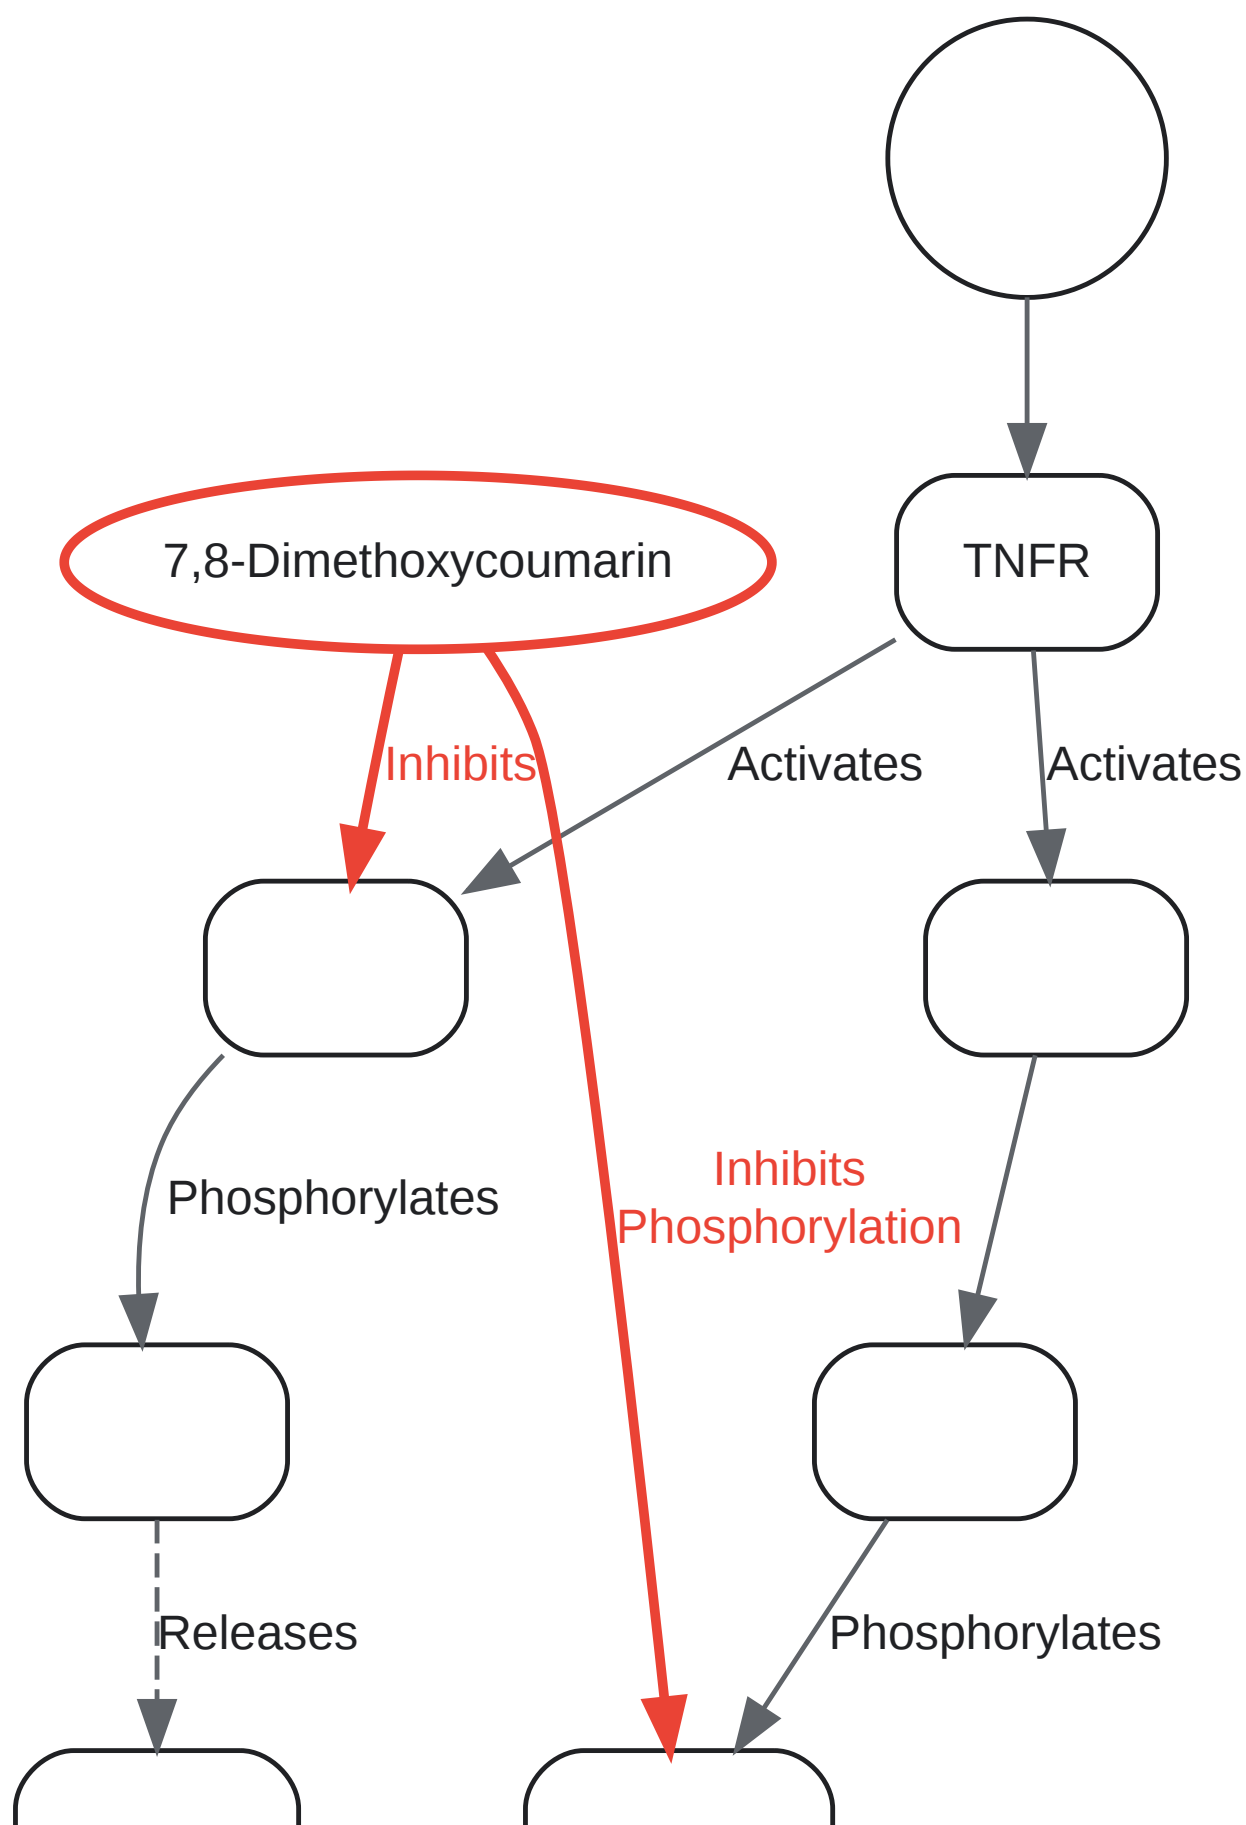 7,8-Dimethoxycoumarin
TNFR
Inhibits
Activates
Activates
Phosphorylates
Inhibits
Phosphorylation
Releases
Phosphorylates